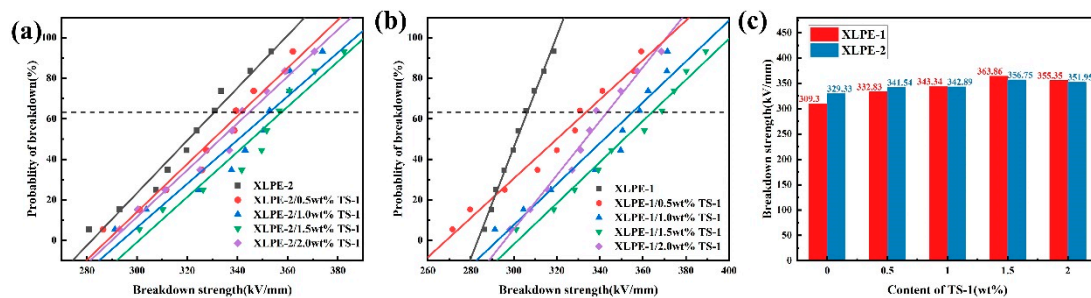 (a)
Probability of breakdown(%)
100
80
60
40
20
0
280 300 320 340 360 380
Breakdown strength(kV/mm)
XLPE-2
XLPE-2/0.5wt% TS-1
XLPE-2/1.0wt% TS-1
XLPE-2/1.5wt% TS-1
XLPE-2/2.0wt% TS-1
(b)
Probability of breakdown(%)
100
80
60
40
20
0
260 280 300 320 340 360 380 400
Breakdown strength(kV/mm)
XLPE-1
XLPE-1/0.5wt% TS-1
XLPE-1/1.0wt% TS-1
XLPE-1/1.5wt% TS-1
XLPE-1/2.0wt% TS-1
(c)
Breakdown strength(kV/mm)
450
400
350
300
250
200
150
100
50
0
XLPE-1
XLPE-2
309.3 329.33 332.83 341.54 343.34 342.89 363.86 356.75 355.35 351.95
0 0.5 1 1.5 2
Content of TS-1(wt%)